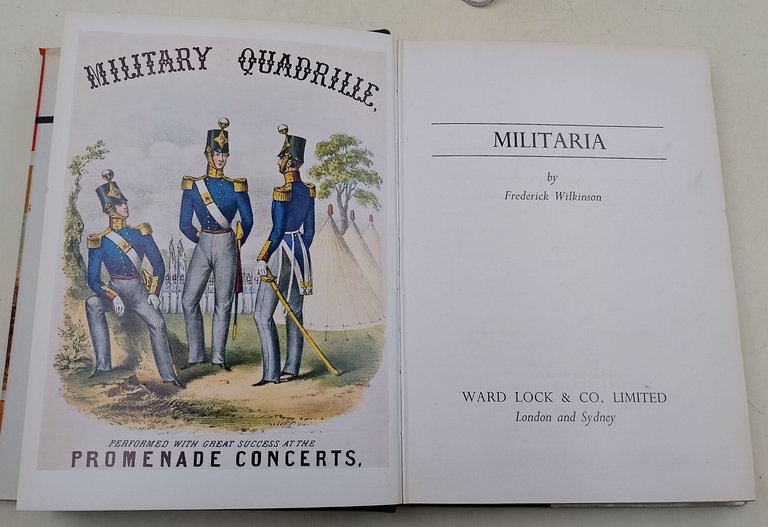 MILITARY QUADRILLE,
PERFORMED WITH GREAT SUCCESS AT THE
PROMENADE CONCERTS,
MILITARIA
by
Frederick Wilkinson
WARD LOCK & CO. LIMITED
London and Sydney